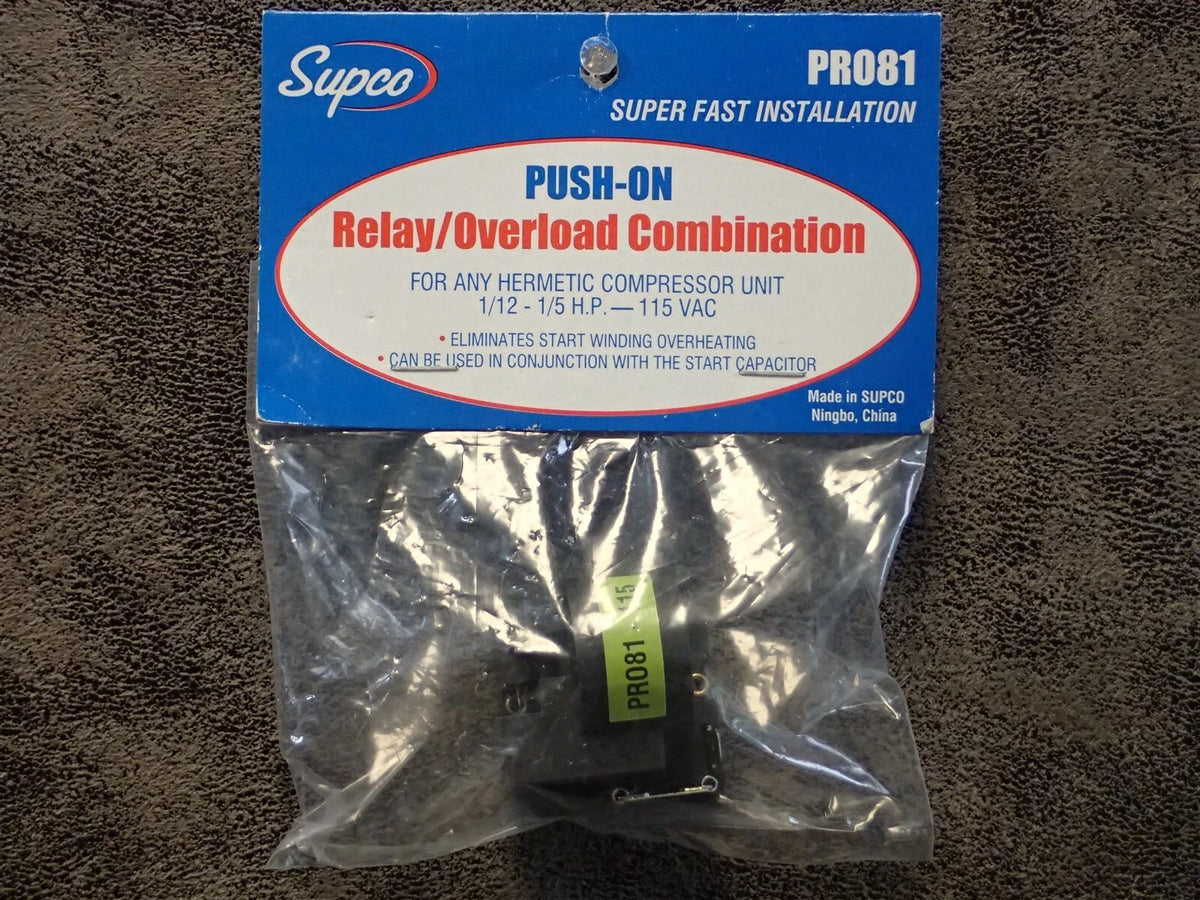 Supco
PRO81
SUPER FAST INSTALLATION
PUSH-ON
Relay/Overload Combination
FOR ANY HERMETIC COMPRESSOR UNIT
1/12 - 1/5 H.P. — 115 VAC
• ELIMINATES START WINDING OVERHEATING
• CAN BE USED IN CONJUNCTION WITH THE START CAPACITOR
Made in SUPCO
Ningbo, China
PRO81 115